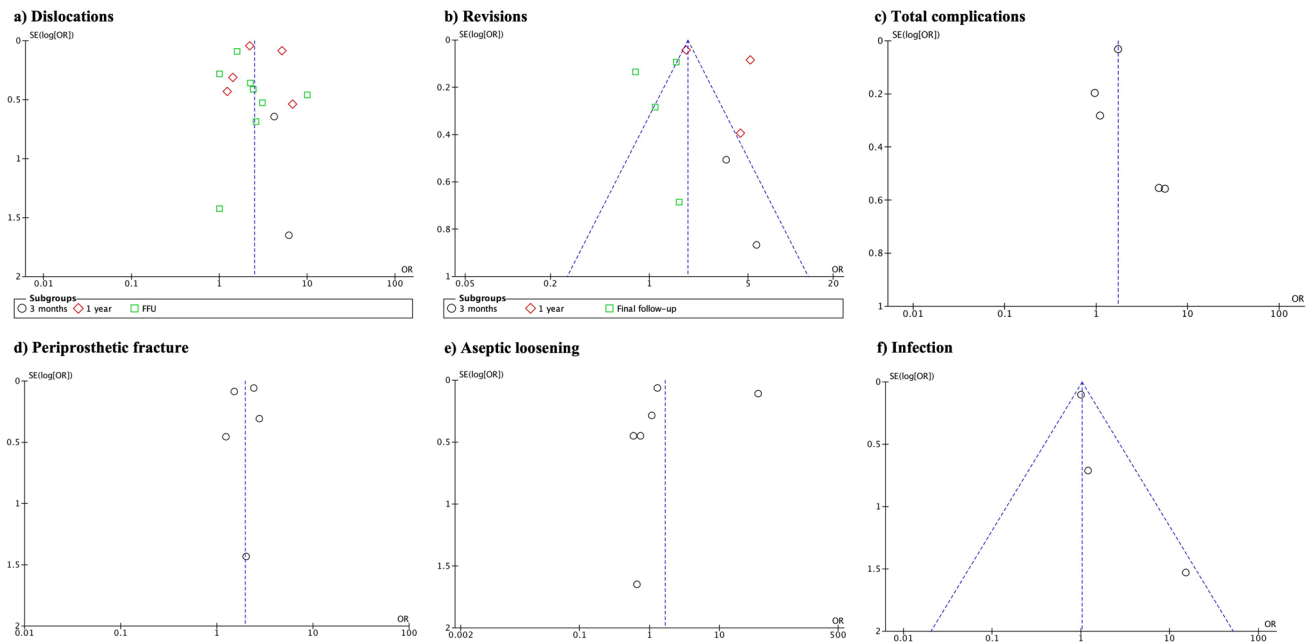 a) Dislocations
SE(log[OR])
0
0.5
1
1.5
2
0.01
0.1
1
10
100
OR
Subgroups
3 months
1 year
FFU
b) Revisions
SE(log[OR])
0
0.2
0.4
0.6
0.8
1
0.05
0.2
1
5
20
OR
Subgroups
3 months
1 year
Final follow-up
c) Total complications
SE(log[OR])
0
0.2
0.4
0.6
0.8
1
0.01
0.1
1
10
100
OR
d) Periprosthetic fracture
SE(log[OR])
0
0.5
1
1.5
2
0.01
0.1
1
10
100
OR
e) Aseptic loosening
SE(log[OR])
0
0.5
1
1.5
2
0.002
0.1
1
10
500
OR
f) Infection
SE(log[OR])
0
0.5
1
1.5
2
0.01
0.1
1
10
100
OR